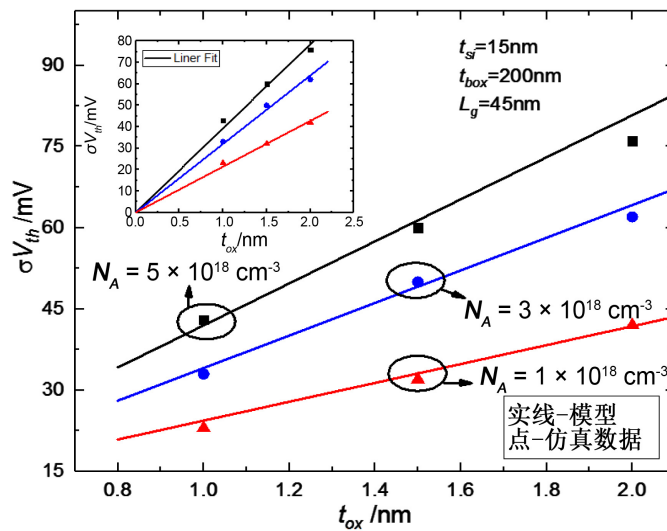 80
70
60
50
40
30
20
10
0
0.0 0.5 1.0 1.5 2.0 2.5
σV_th/mV
t_ox/nm
Liner Fit
t_si=15nm
t_box=200nm
L_g=45nm
N_A = 5 × 10^18 cm^-3
N_A = 3 × 10^18 cm^-3
N_A = 1 × 10^18 cm^-3
实线-模型
点-仿真数据
90
75
60
45
30
15
σV_th /mV
0.8 1.0 1.2 1.4 1.6 1.8 2.0
t_ox /nm